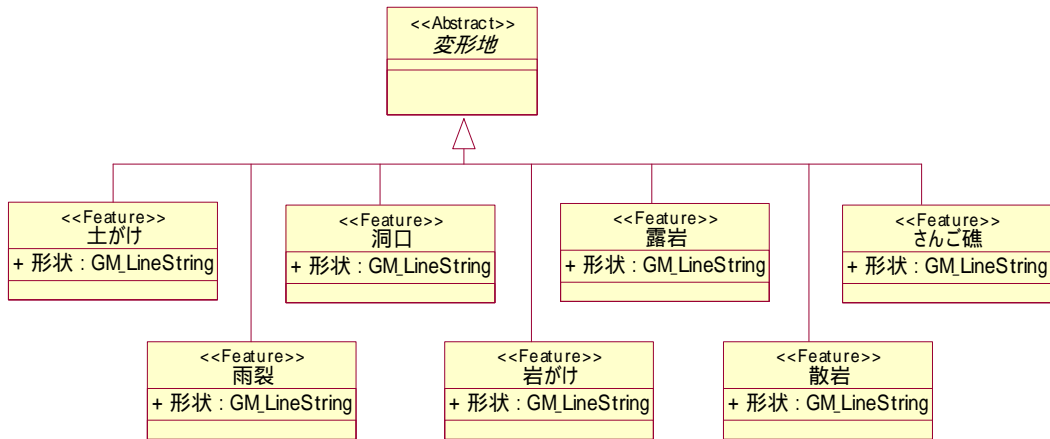 <<Abstract>>
変形地
<<Feature>>
土がけ
+ 形状 : GM_LineString
<<Feature>>
洞口
+ 形状 : GM_LineString
<<Feature>>
露岩
+ 形状 : GM_LineString
<<Feature>>
さんご礁
+ 形状 : GM_LineString
<<Feature>>
雨裂
+ 形状 : GM_LineString
<<Feature>>
岩がけ
+ 形状 : GM_LineString
<<Feature>>
散岩
+ 形状 : GM_LineString